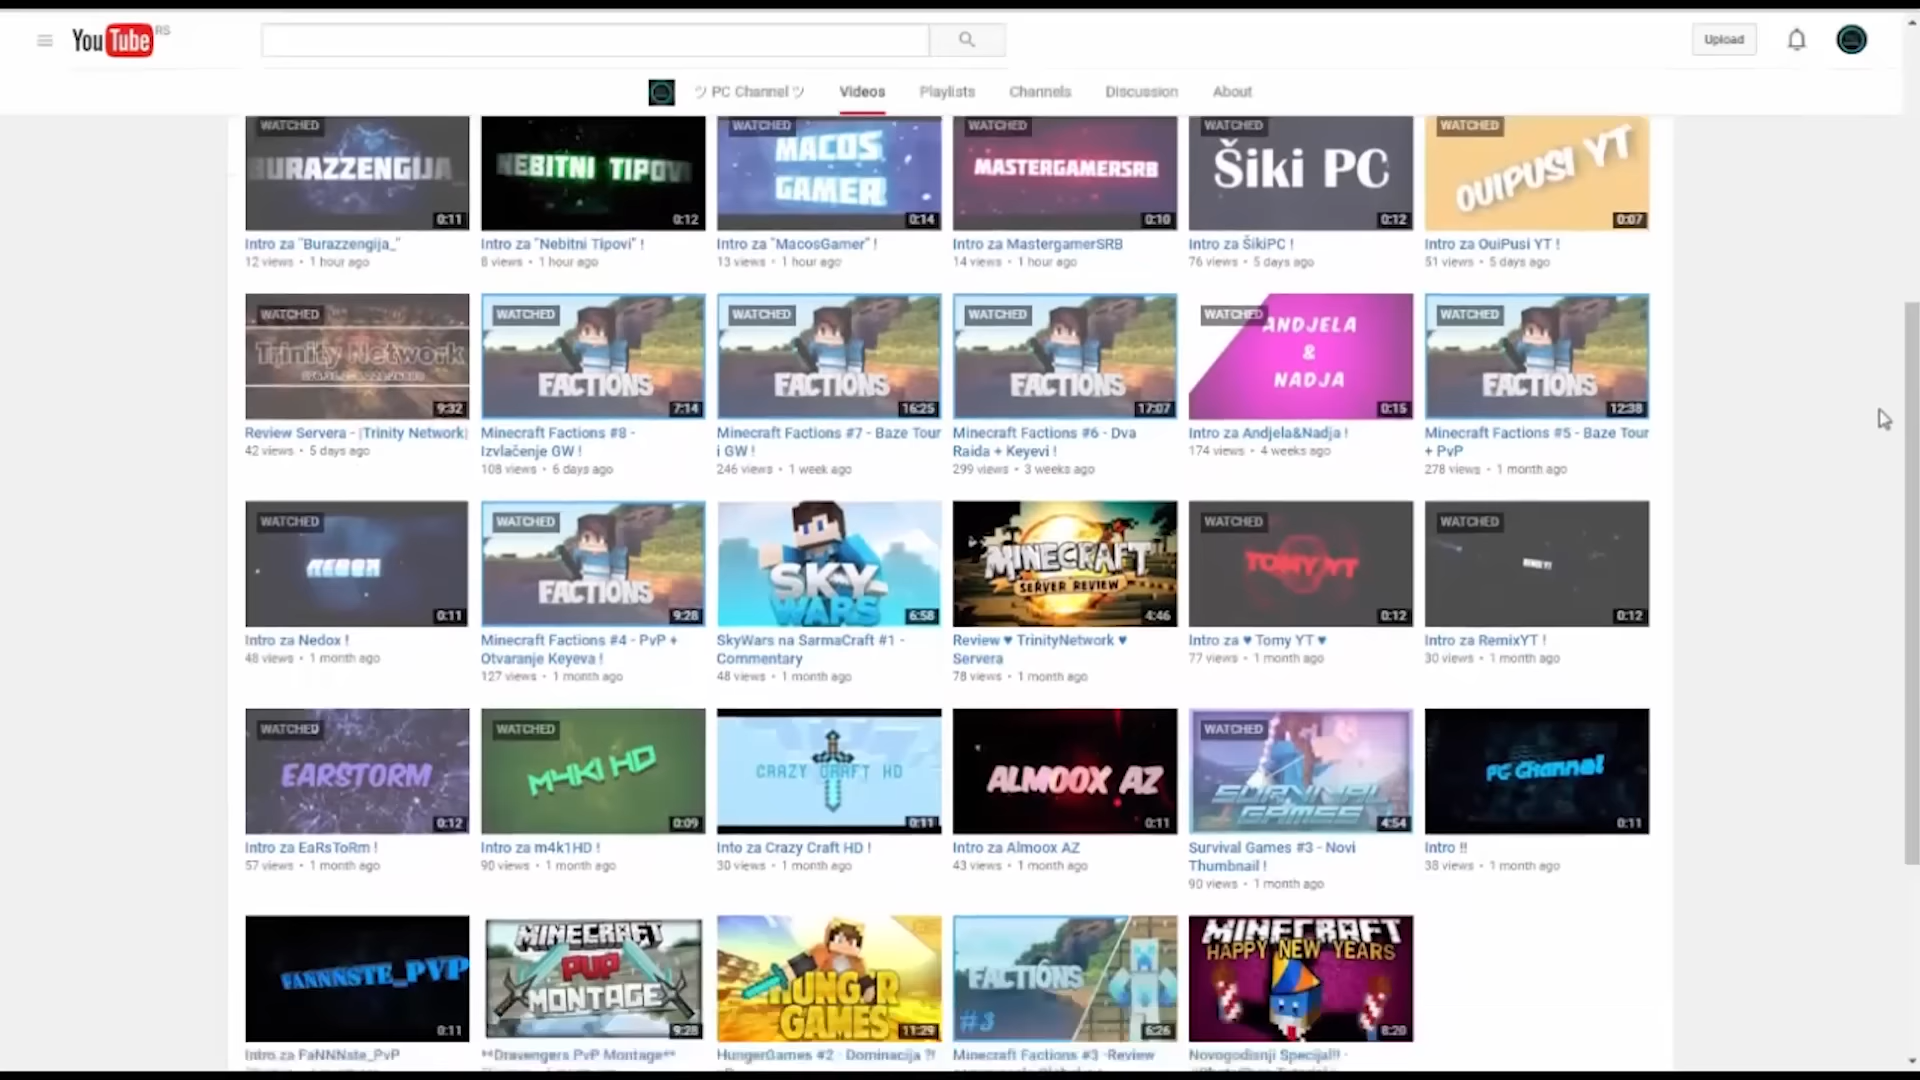 YouTube RS
Upload
ツ PC Channel ツ Videos Playlists Channels Discussion About
WATCHED WATCHED WATCHED WATCHED WATCHED
BURAZZENGIJA_ NEBITNI TIPOVI MACOS GAMER MASTERGAMERSRB Šiki PC OUIPUSI YT
0:11 0:12 0:14 0:10 0:12 0:07
Intro za "Burazzengija_" Intro za "Nebitni Tipovi" ! Intro za "MacosGamer" ! Intro za MastergamerSRB Intro za ŠikiPC ! Intro za OuiPusi YT !
12 views • 1 hour ago 8 views • 1 hour ago 13 views • 1 hour ago 14 views • 1 hour ago 76 views • 5 days ago 51 views • 5 days ago
WATCHED WATCHED WATCHED WATCHED WATCHED WATCHED
Trinity Network FACTIONS FACTIONS FACTIONS ANDJELA & NADJA FACTIONS
9:32 7:14 16:25 17:07 0:15 12:38
Review Servera - |Trinity Network| Minecraft Factions #8 - Minecraft Factions #7 - Baze Tour Minecraft Factions #6 - Dva Intro za Andjela&Nadja ! Minecraft Factions #5 - Baze Tour
42 views • 5 days ago Izvlačenje GW ! i GW ! Raida + Keyevi ! 174 views • 4 weeks ago + PvP
108 views • 6 days ago 246 views • 1 week ago 299 views • 3 weeks ago 278 views • 1 month ago
WATCHED WATCHED WATCHED WATCHED
NEDOX FACTIONS SKY WARS MINECRAFT SERVER REVIEW TOMY YT
0:11 9:28 6:58 4:46 0:12 0:12
Intro za Nedox ! Minecraft Factions #4 - PvP + SkyWars na SarmaCraft #1 - Review ♥ TrinityNetwork ♥ Intro za ♥ Tomy YT ♥ Intro za RemixYT !
48 views • 1 month ago Otvaranje Keyeva ! Commentary Servera 77 views • 1 month ago 30 views • 1 month ago
127 views • 1 month ago 48 views • 1 month ago 78 views • 1 month ago
WATCHED WATCHED WATCHED
EARSTORM M4K1 HD CRAZY CRAFT HD ALMOOX AZ SURVIVAL GAMES PC Channel
0:12 0:09 0:11 0:11 4:54 0:11
Intro za EaRsToRm ! Intro za m4k1HD ! Into za Crazy Craft HD ! Intro za Almoox AZ Survival Games #3 - Novi Intro !!
57 views • 1 month ago 90 views • 1 month ago 30 views • 1 month ago 43 views • 1 month ago Thumbnail ! 38 views • 1 month ago
90 views • 1 month ago
FANNNSTE_PVP MINECRAFT PVP MONTAGE HUNGER GAMES FACTIONS #3 MINECRAFT HAPPY NEW YEARS
0:11 9:28 11:29 6:26 8:20
Intro za FaNNNste_PvP **Dravengers PvP Montage** HungerGames #2 - Dominacija ?! Minecraft Factions #3 -Review Novogodisnji Specijal!! -